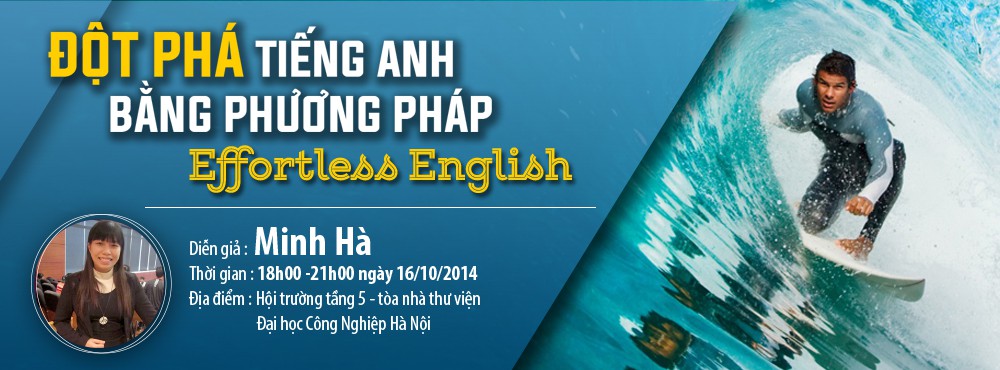 ĐỘT PHÁ TIẾNG ANH
BẰNG PHƯƠNG PHÁP
Effortless English
Diễn giả : Minh Hà
Thời gian : 18h00 -21h00 ngày 16/10/2014
Địa điểm : Hội trường tầng 5 - tòa nhà thư viện
Đại học Công Nghiệp Hà Nội